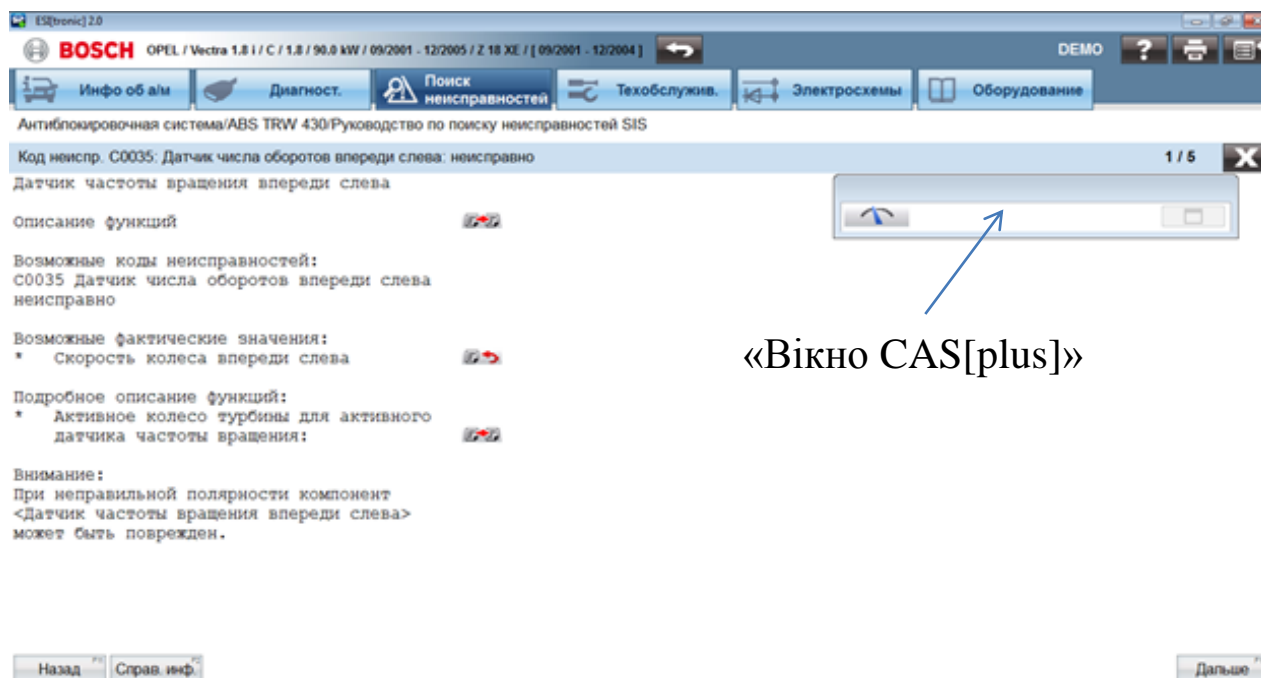 ESI[tronic] 2.0
BOSCH OPEL / Vectra 1.8 i / C / 1.8 / 90.0 kW / 09/2001 - 12/2005 / Z 18 XE / [ 09/2001 - 12/2004 ] DEMO ?
Инфо об а/м Диагност. Поиск неисправностей Техобслужив. Электросхемы Оборудование
Антиблокировочная система/ABS TRW 430/Руководство по поиску неисправностей SIS
Код неиспр. C0035: Датчик числа оборотов впереди слева: неисправно 1 / 5 X
Датчик частоты вращения впереди слева
Описание функций
Возможные коды неисправностей:
C0035 Датчик числа оборотов впереди слева
неисправно
Возможные фактические значения:
* Скорость колеса впереди слева
«Вікно CAS[plus]»
Подробное описание функций:
* Активное колесо турбины для активного
датчика частоты вращения:
Внимание:
При неправильной полярности компонент
<Датчик частоты вращения впереди слева>
может быть поврежден.
Назад Справ. инф. Дальше